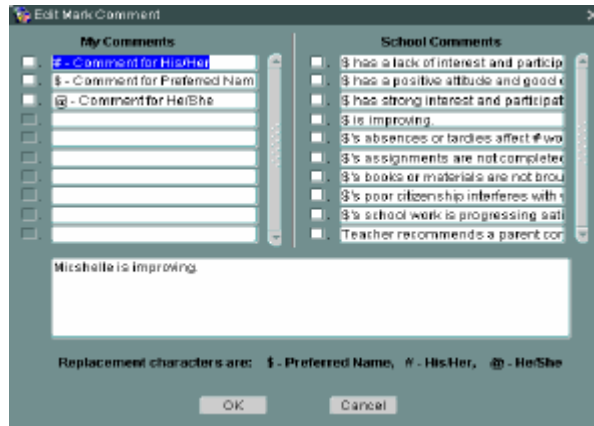 Edit Mark Comment
My Comments
# - Comment for His/Her
$ - Comment for Preferred Nam
@ - Comment for He/She
School Comments
$ has a lack of interest and particip
$ has a positive attitude and good
$ has strong interest and participat
$ is improving.
$'s absences or tardies affect # wo
$'s assignments are not completed
$'s books or materials are not brou
$'s poor citizenship interferes with
$'s school work is progressing sati
Teacher recommends a parent con
Micshelle is improving.
Replacement characters are: $ - Preferred Name, # - His/Her, @ - He/She
OK Cancel